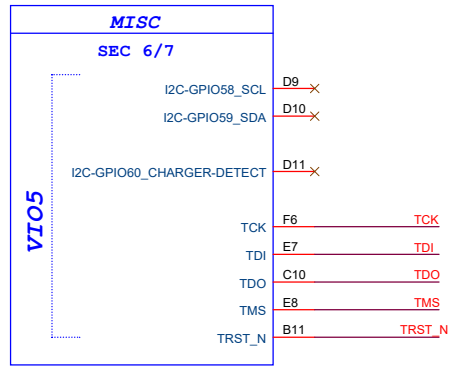 MISC
SEC 6/7
VIO5
I2C-GPIO58_SCL D9
I2C-GPIO59_SDA D10
I2C-GPIO60_CHARGER-DETECT D11
TCK F6 TCK
TDI E7 TDI
TDO C10 TDO
TMS E8 TMS
TRST_N B11 TRST_N